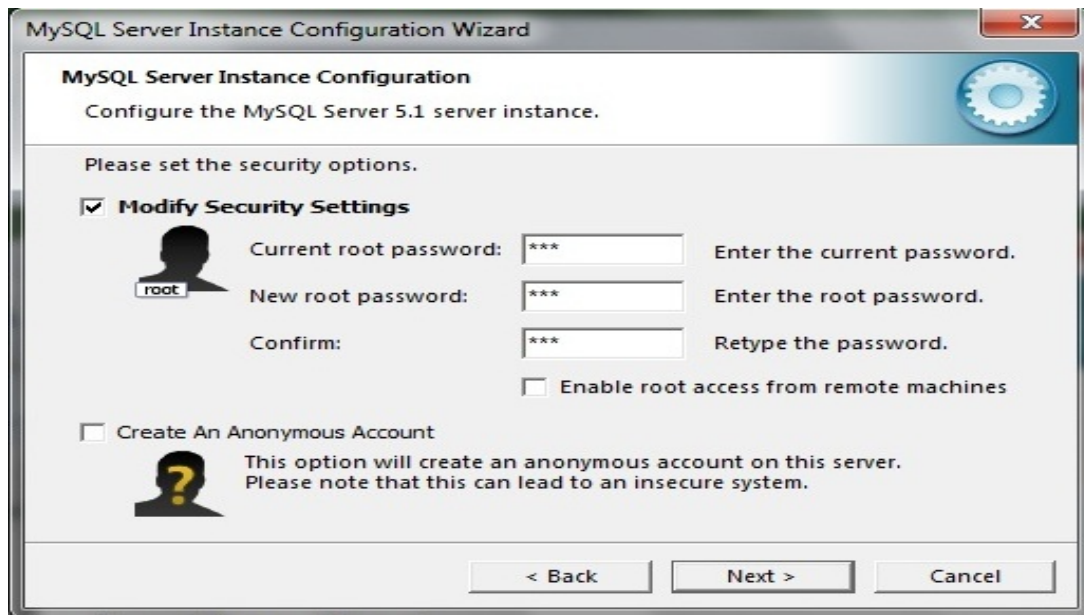 MySQL Server Instance Configuration Wizard
MySQL Server Instance Configuration
Configure the MySQL Server 5.1 server instance.
Please set the security options.
Modify Security Settings
root
Current root password: *** Enter the current password.
New root password: *** Enter the root password.
Confirm: *** Retype the password.
Enable root access from remote machines
Create An Anonymous Account
?
This option will create an anonymous account on this server.
Please note that this can lead to an insecure system.
< Back Next > Cancel